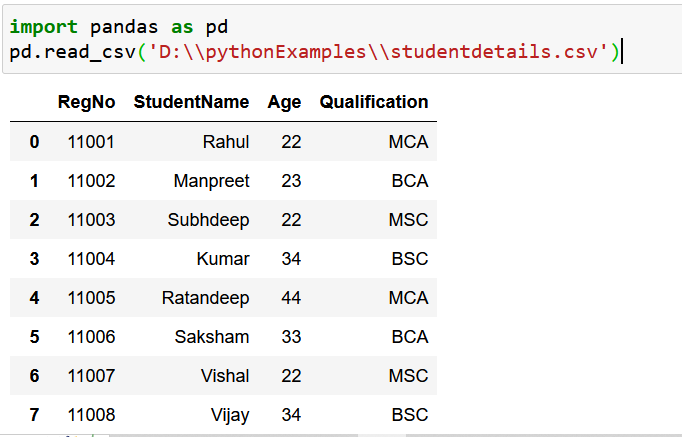 import pandas as pd
pd.read_csv('D:\\pythonExamples\\studentdetails.csv')
RegNo StudentName Age Qualification
0 11001 Rahul 22 MCA
1 11002 Manpreet 23 BCA
2 11003 Subhdeep 22 MSC
3 11004 Kumar 34 BSC
4 11005 Ratandeep 44 MCA
5 11006 Saksham 33 BCA
6 11007 Vishal 22 MSC
7 11008 Vijay 34 BSC